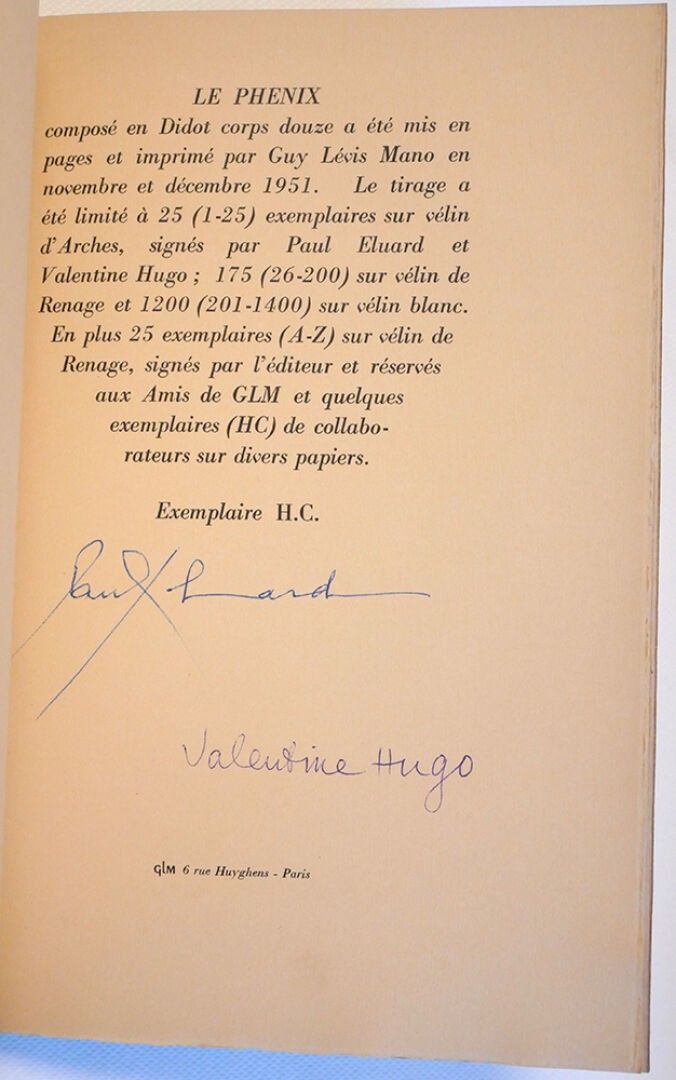 LE PHENIX
composé en Didot corps douze a été mis en
pages et imprimé par Guy Lévis Mano en
novembre et décembre 1951. Le tirage a
été limité à 25 (1-25) exemplaires sur vélin
d'Arches, signés par Paul Eluard et
Valentine Hugo ; 175 (26-200) sur vélin de
Renage et 1200 (201-1400) sur vélin blanc.
En plus 25 exemplaires (A-Z) sur vélin de
Renage, signés par l'éditeur et réservés
aux Amis de GLM et quelques
exemplaires (HC) de collabo-
rateurs sur divers papiers.
Exemplaire H.C.
Paul Eluard
Valentine Hugo
GLM 6 rue Huyghens - Paris